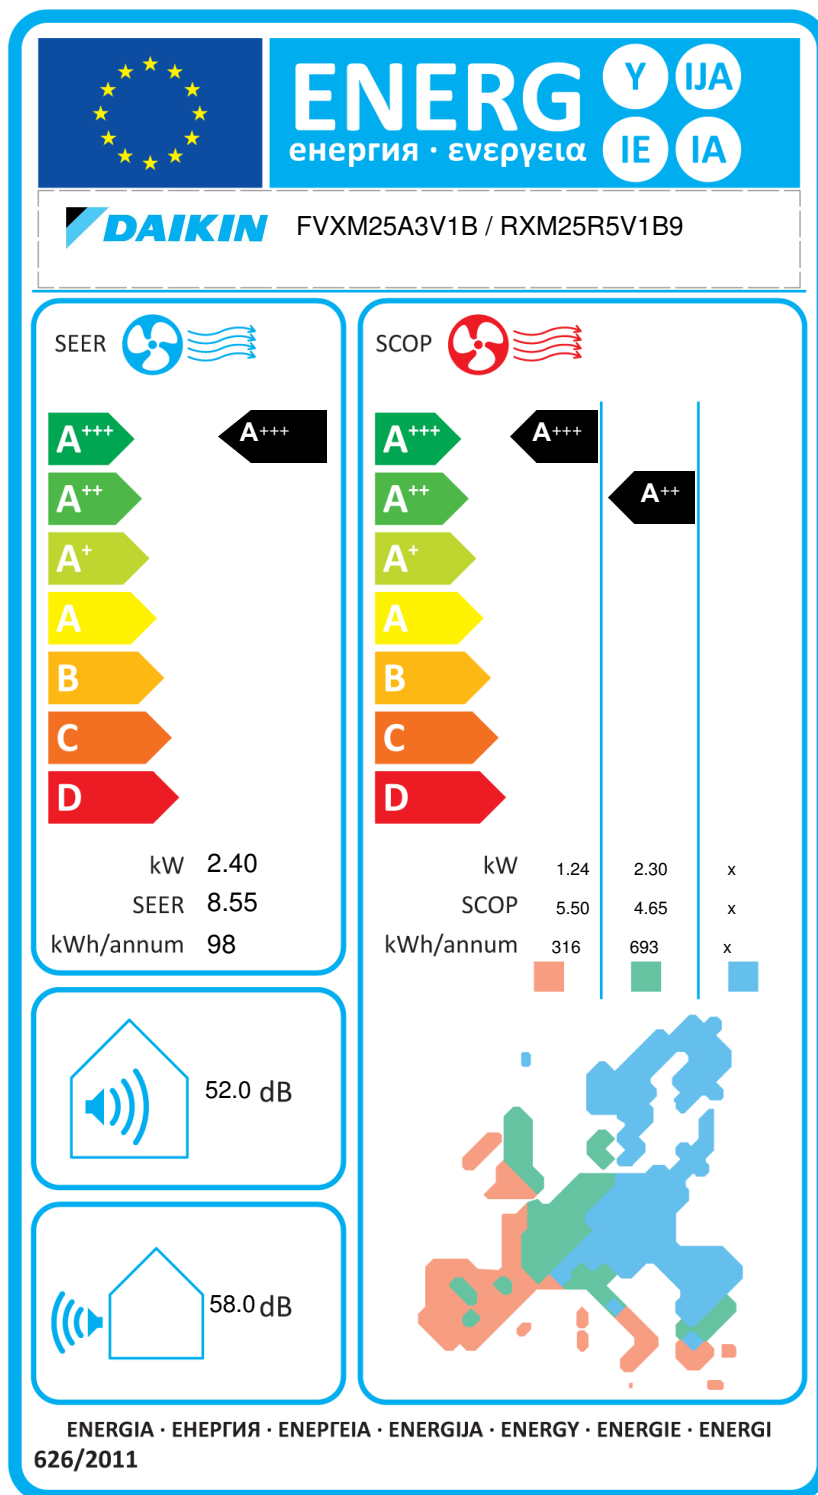 ENERG
енергия · ενεργεια
Y IJA
IE IA
DAIKIN
FVXM25A3V1B / RXM25R5V1B9
SEER
A+++
A+++
A++
A+
A
B
C
D
kW 2.40
SEER 8.55
kWh/annum 98
SCOP
A+++
A+++
A++
A++
A+
A
B
C
D
kW 1.24 2.30 x
SCOP 5.50 4.65 x
kWh/annum 316 693 x
52.0 dB
58.0 dB
ENERGIA · ЕНЕРГИЯ · ΕΝΕΡΓΕΙΑ · ENERGIJA · ENERGY · ENERGIE · ENERGI
626/2011